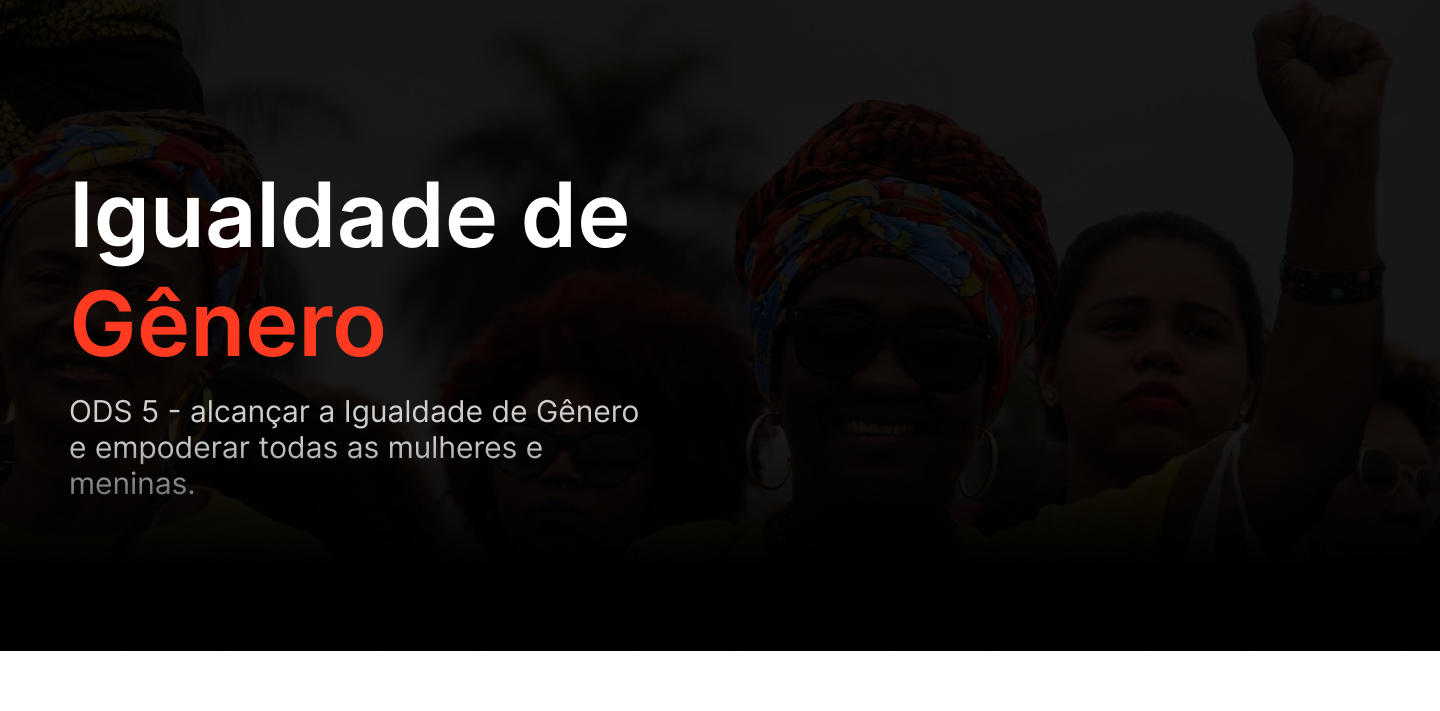 Igualdade de
Gênero
ODS 5 - alcançar a Igualdade de Gênero
e empoderar todas as mulheres e
meninas.